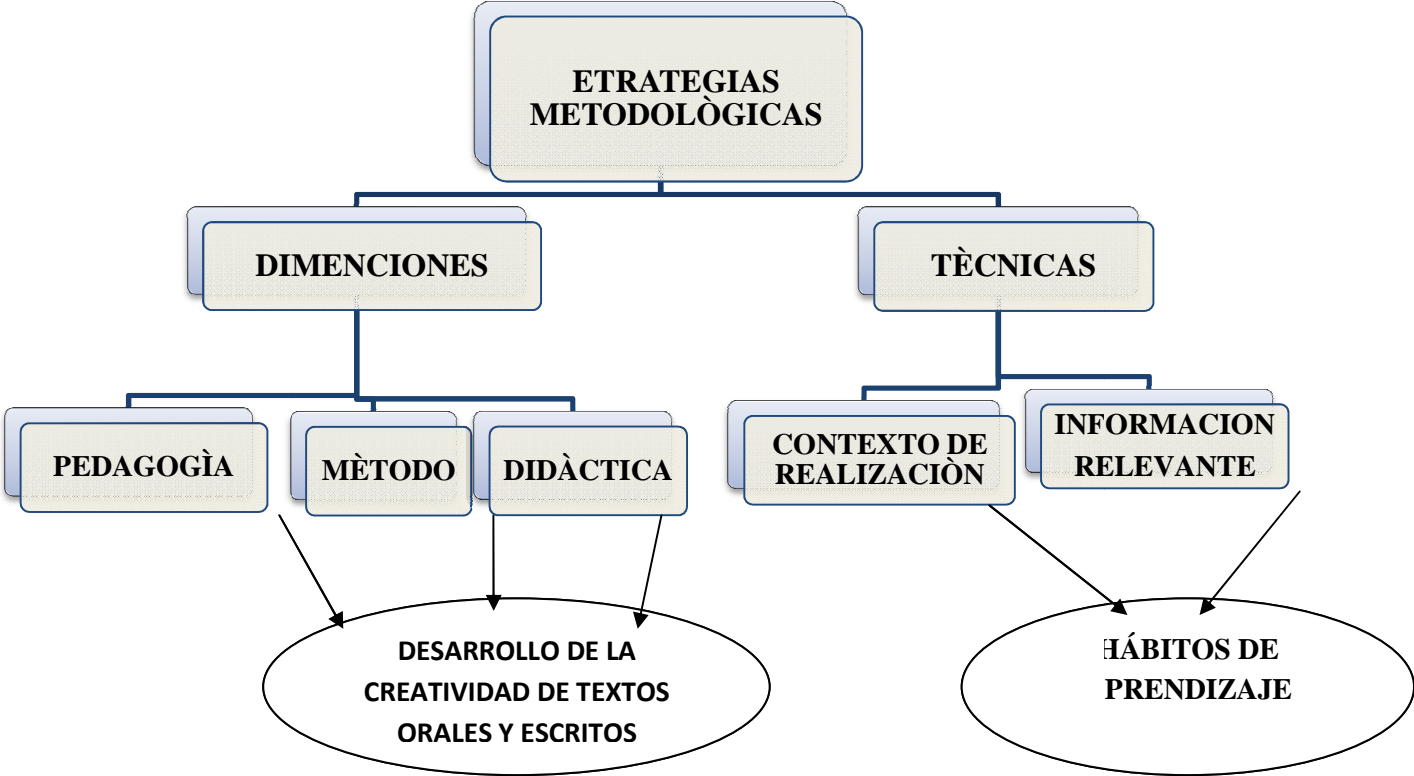 ETRATEGIAS
METODOLÒGICAS
DIMENCIONES
TÈCNICAS
PEDAGOGÌA
MÈTODO
DIDÀCTICA
CONTEXTO DE
REALIZACIÒN
INFORMACION
RELEVANTE
DESARROLLO DE LA
CREATIVIDAD DE TEXTOS
ORALES Y ESCRITOS
HÁBITOS DE
PRENDIZAJE